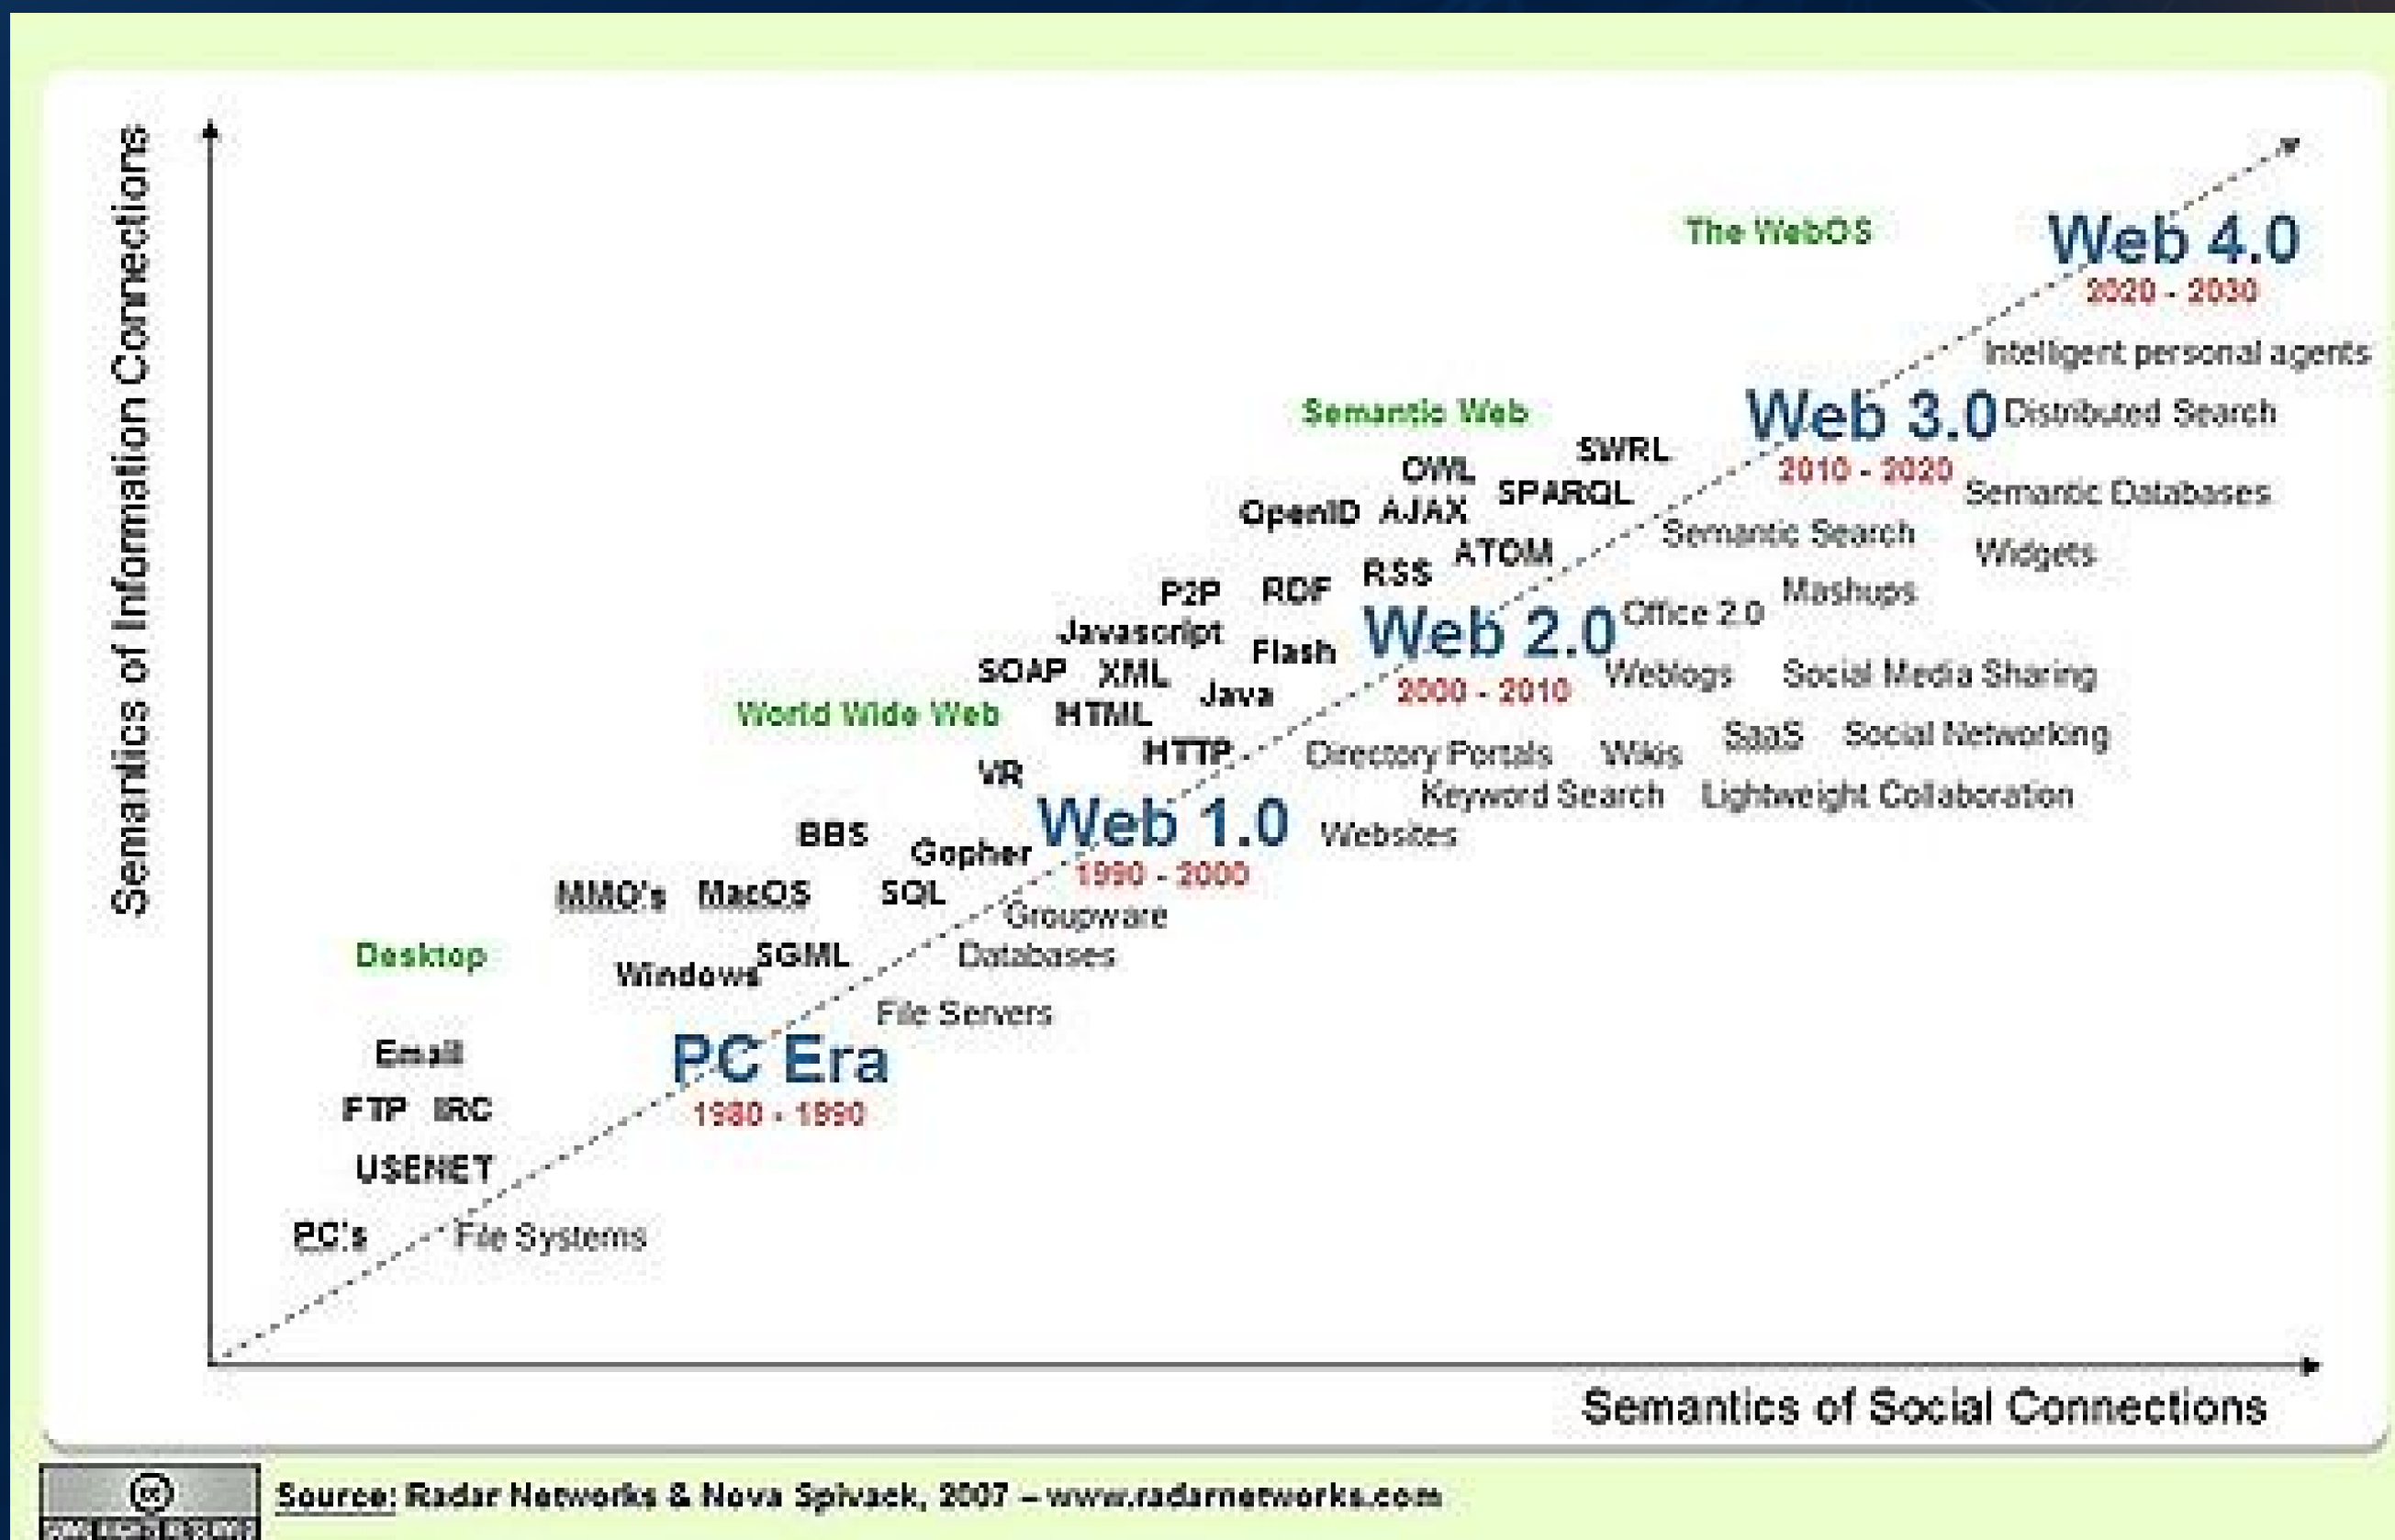 Semantics of Information Connections
The WebOS
Web 4.0
2020 - 2030
Intelligent personal agents
Semantic Web
Web 3.0
Distributed Search
2010 - 2020
SWRL
OWL
SPARQL
Semantic Databases
OpenID AJAX
Semantic Search
ATOM
Widgets
P2P RDF RSS
Mashups
Web 2.0
Office 2.0
Javascript
Flash
SOAP XML
Weblogs Social Media Sharing
2000 - 2010
Java
World Wide Web
HTML
HTTP
Directory Portals Wikis SaaS Social Networking
VR
Keyword Search Lightweight Collaboration
Web 1.0
Websites
1990 - 2000
BBS
Gopher
MMO's MacOS SQL
Groupware
Desktop
SGML
Databases
Windows
File Servers
Email
PC Era
1980 - 1990
FTP IRC
USENET
PC's File Systems
Semantics of Social Connections
cc
Source: Radar Networks & Nova Spivack, 2007 – www.radarnetworks.com